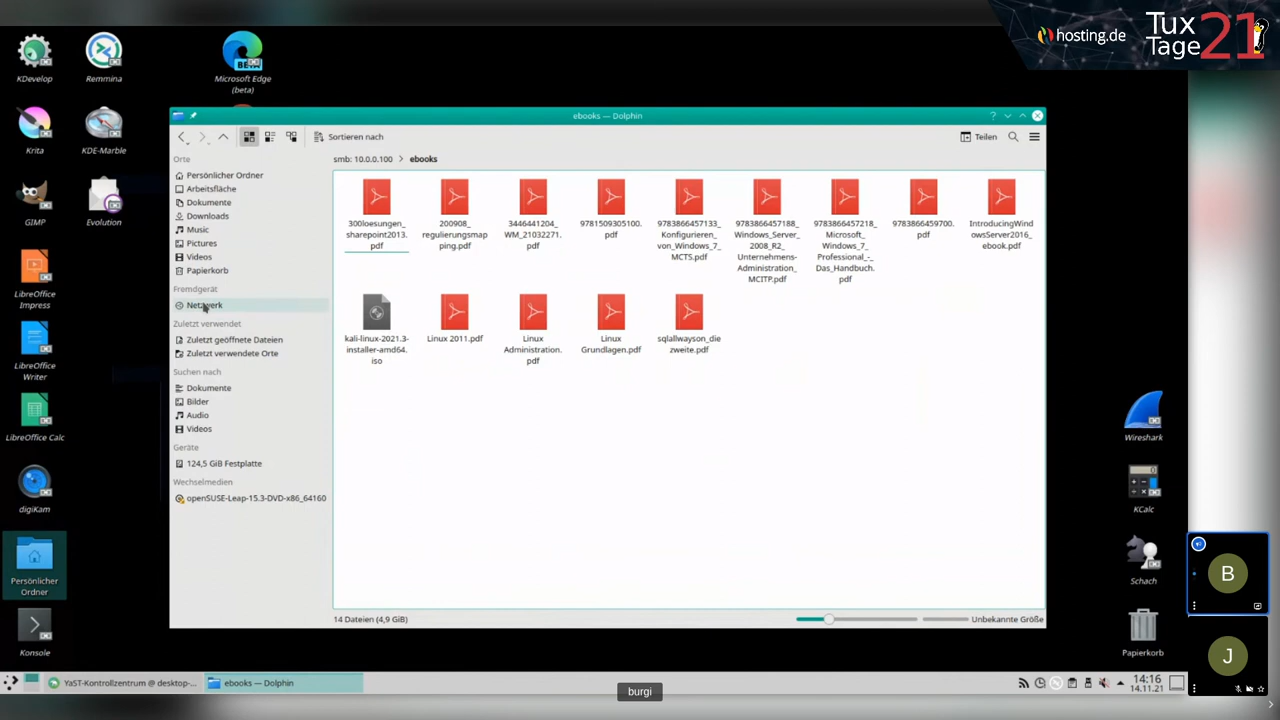 hosting.de
Tux
Tage
21
KDevelop
Remmina
Microsoft Edge
(beta)
BETA
Krita
KDE-Marble
GIMP
Evolution
LibreOffice
Impress
LibreOffice
Writer
LibreOffice Calc
digiKam
Persönlicher
Ordner
Konsole
ebooks — Dolphin
Sortieren nach
Teilen
Orte
Persönlicher Ordner
Arbeitsfläche
Dokumente
Downloads
Music
Pictures
Videos
Papierkorb
Fremdgerät
Netzwerk
Zuletzt verwendet
Zuletzt geöffnete Dateien
Zuletzt verwendete Orte
Suchen nach
Dokumente
Bilder
Audio
Videos
Geräte
124,5 GiB Festplatte
Wechselmedien
openSUSE-Leap-15.3-DVD-x86_64160
smb: 10.0.0.100 > ebooks
300loesungen_
sharepoint2013.
pdf
200908_
regulierungsmap
ping.pdf
3446441204_
WM_21032271.
pdf
9781509305100.
pdf
9783866457133_
Konfigurieren_
von_Windows_7_
MCTS.pdf
9783866457188_
Windows_Server_
2008_R2_
Unternehmens-
Administration_
MCITP.pdf
9783866457218_
Microsoft_
Windows_7_
Professional_-_
Das_Handbuch.
pdf
9783866459700.
pdf
IntroducingWind
owsServer2016_
ebook.pdf
kali-linux-2021.3-
installer-amd64.
iso
Linux 2011.pdf
Linux
Administration.
pdf
Linux
Grundlagen.pdf
sqlallwayson_die
zweite.pdf
14 Dateien (4,9 GiB)
Unbekannte Größe
Wireshark
KCalc
Schach
Papierkorb
B
J
YaST-Kontrollzentrum @ desktop-...
ebooks — Dolphin
14:16
14.11.21
burgi